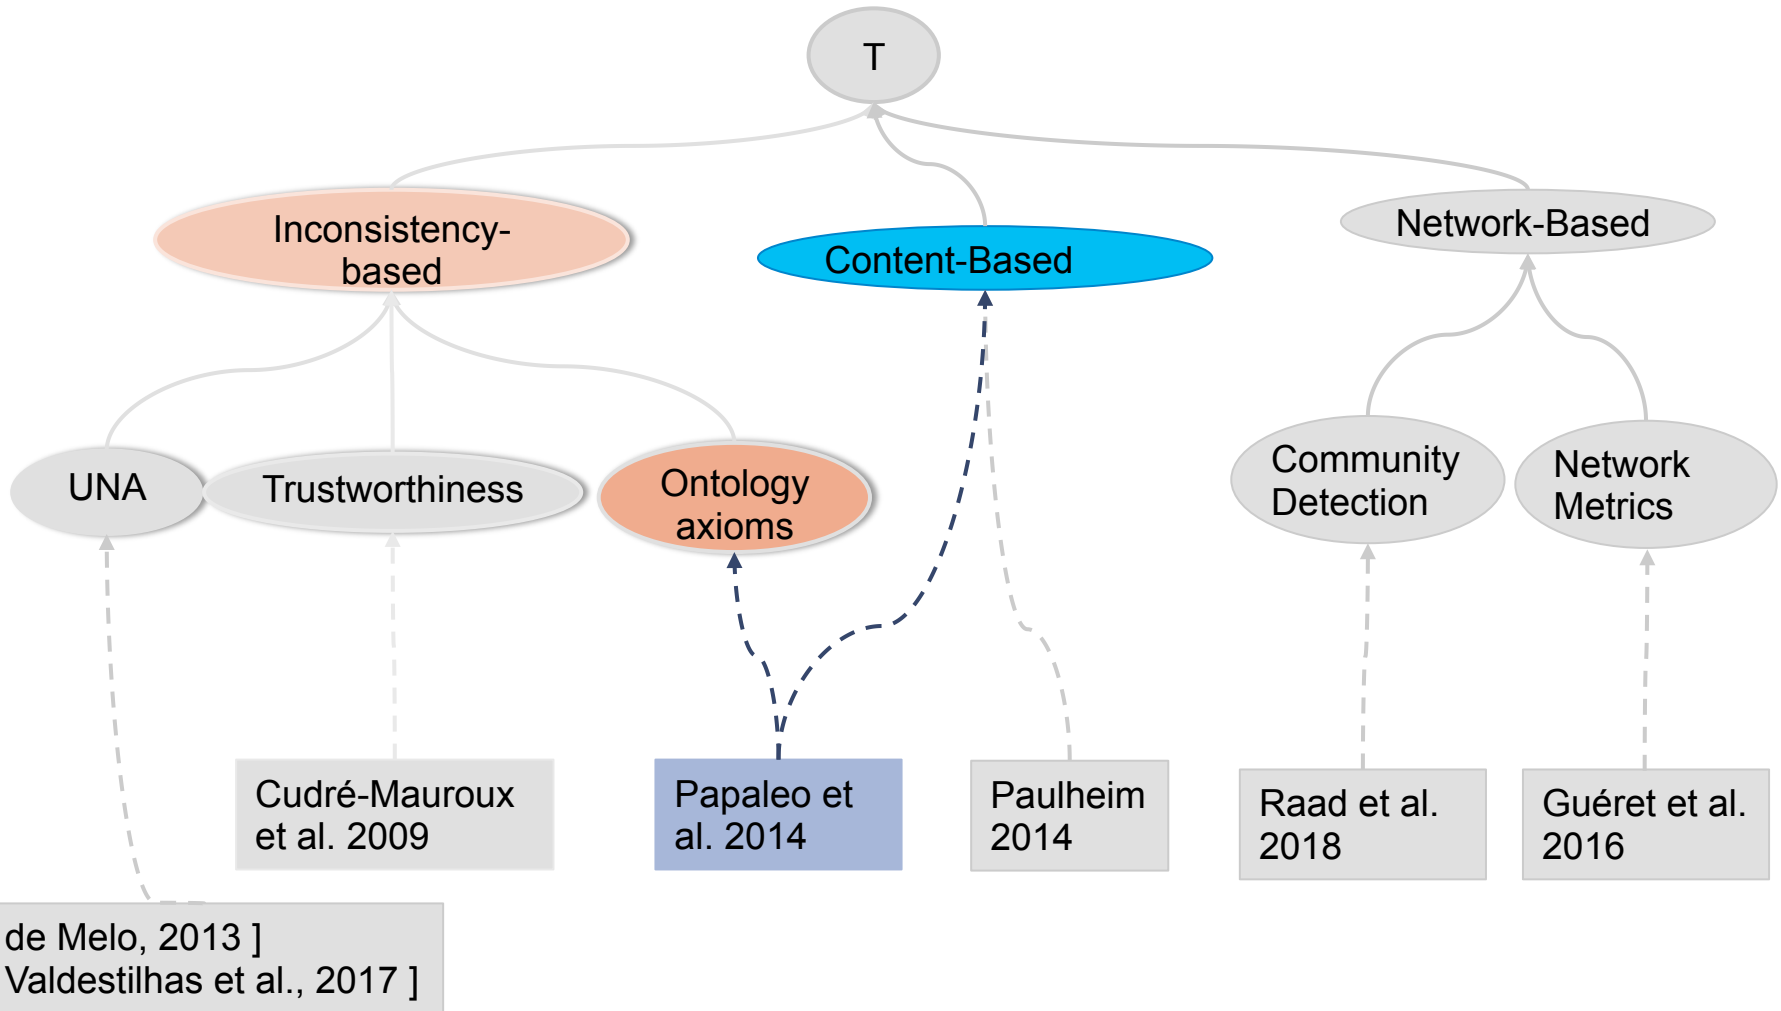 T
Inconsistency-
based
Content-Based
Network-Based
UNA
Trustworthiness
Ontology
axioms
Community
Detection
Network
Metrics
Cudré-Mauroux
et al. 2009
Papaleo et
al. 2014
Paulheim
2014
Raad et al.
2018
Guéret et al.
2016
de Melo, 2013 ]
Valdestilhas et al., 2017 ]